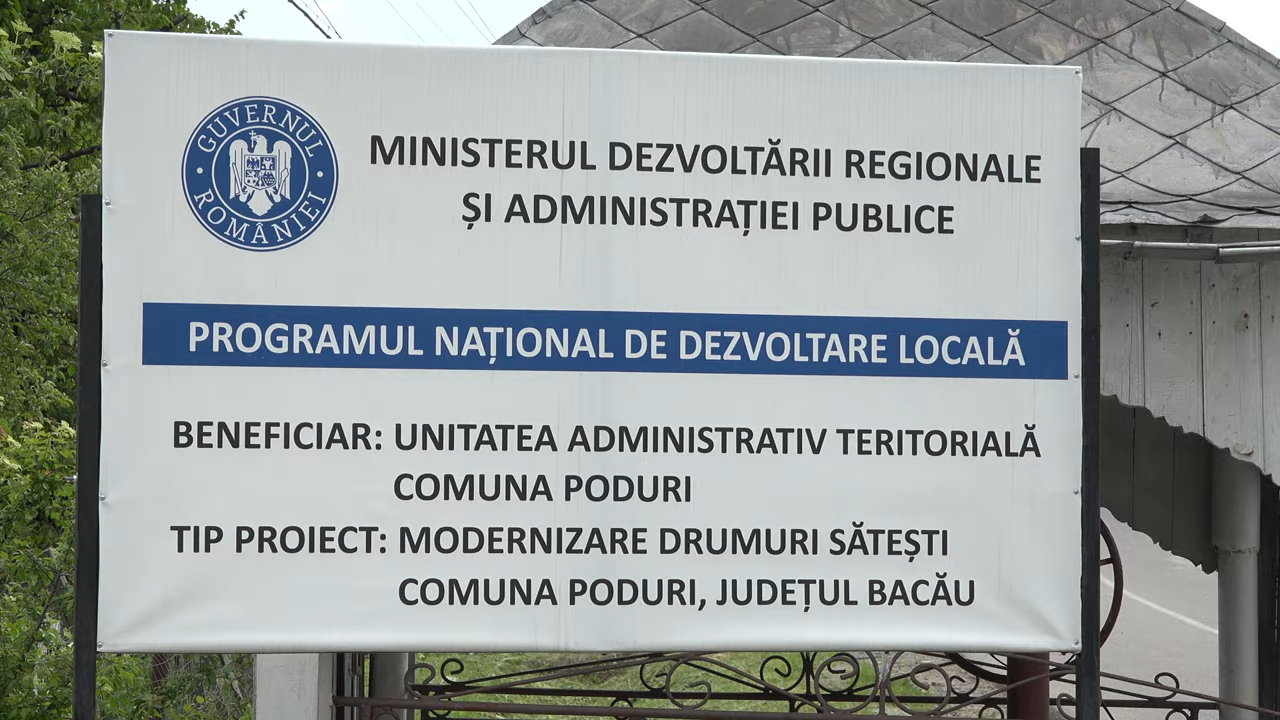 GUVERNUL
ROMÂNIEI
MINISTERUL DEZVOLTĂRII REGIONALE
ȘI ADMINISTRAȚIEI PUBLICE
PROGRAMUL NAȚIONAL DE DEZVOLTARE LOCALĂ
BENEFICIAR: UNITATEA ADMINISTRATIV TERITORIALĂ
COMUNA PODURI
TIP PROIECT: MODERNIZARE DRUMURI SĂTEȘTI
COMUNA PODURI, JUDEȚUL BACĂU